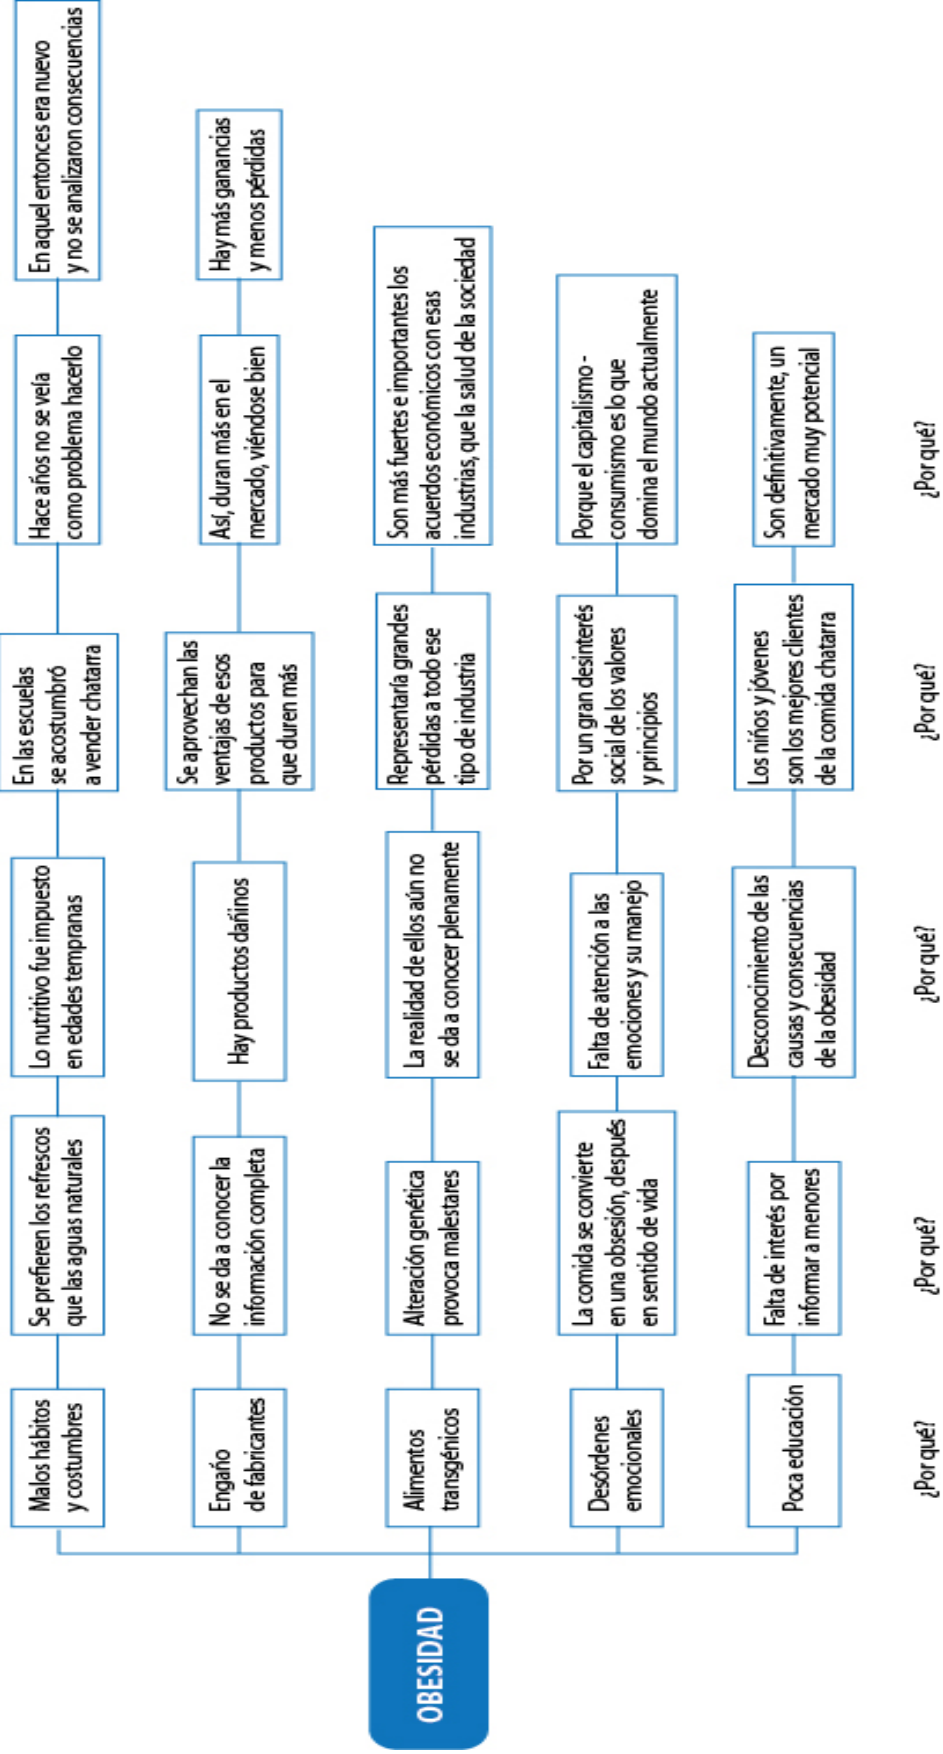 OBESIDAD
Malos hábitos
y costumbres
Se prefieren los refrescos
que las aguas naturales
Lo nutritivo fue impuesto
en edades tempranas
En las escuelas
se acostumbró
a vender chatarra
Hace años no se veía
como problema hacerlo
En aquel entonces era nuevo
y no se analizaron consecuencias
Engaño
de fabricantes
No se da a conocer la
información completa
Hay productos dañinos
Se aprovechan las
ventajas de esos
productos para
que duren más
Así, duran más en el
mercado, viéndose bien
Hay más ganancias
y menos pérdidas
Alimentos
transgénicos
Alteración genética
provoca malestares
La realidad de ellos aún no
se da a conocer plenamente
Representaría grandes
pérdidas a todo ese
tipo de industria
Son más fuertes e importantes los
acuerdos económicos con esas
industrias, que la salud de la sociedad
Desórdenes
emocionales
La comida se convierte
en una obsesión, después
en sentido de vida
Falta de atención a las
emociones y su manejo
Por un gran desinterés
social de los valores
y principios
Porque el capitalismo -
consumismo es lo que
domina el mundo actualmente
Poca educación
Falta de interés por
informar a menores
Desconocimiento de las
causas y consecuencias
de la obesidad
Los niños y jóvenes
son los mejores clientes
de la comida chatarra
Son definitivamente, un
mercado muy potencial
¿Por qué?
¿Por qué?
¿Por qué?
¿Por qué?
¿Por qué?